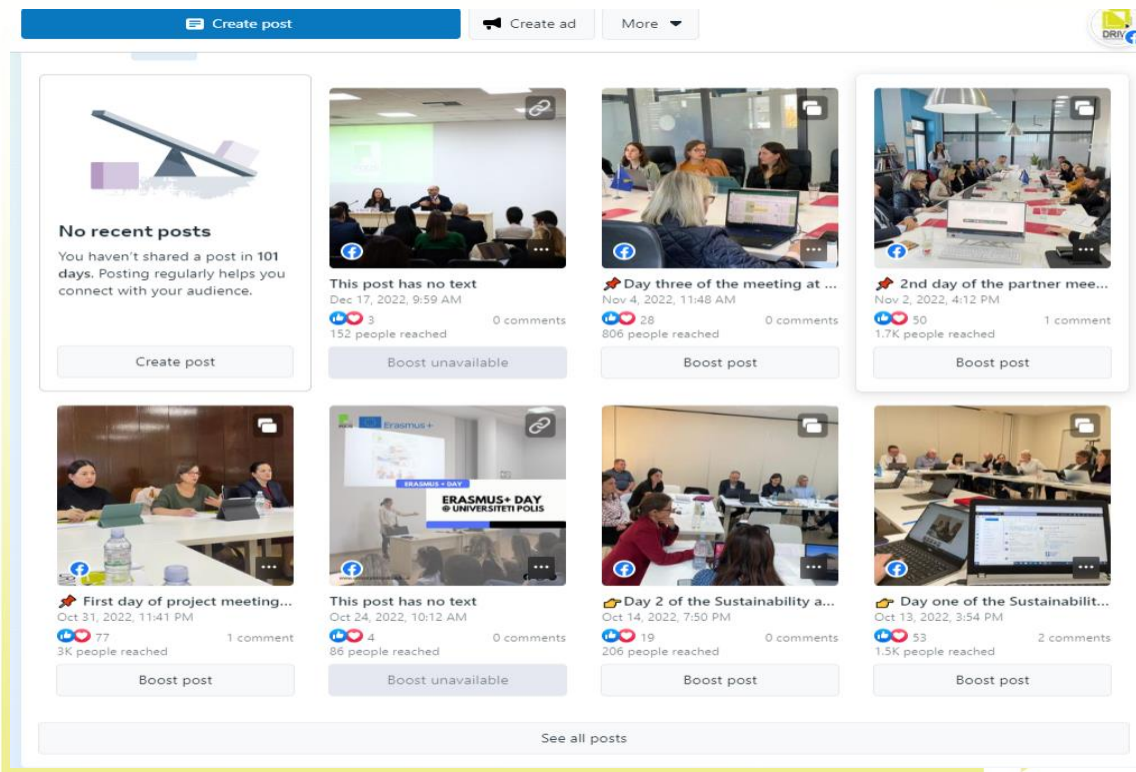 Create post
Create ad
More
DRIV
No recent posts
You haven't shared a post in 101
days. Posting regularly helps you
connect with your audience.
Create post
This post has no text
Dec 17, 2022, 9:59 AM
3
0 comments
152 people reached
Boost unavailable
📌 Day three of the meeting at ...
Nov 4, 2022, 11:48 AM
28
0 comments
806 people reached
Boost post
📌 2nd day of the partner mee...
Nov 2, 2022, 4:12 PM
50
1 comment
1.7K people reached
Boost post
📌 First day of project meeting...
Oct 31, 2022, 11:41 PM
77
1 comment
3K people reached
Boost post
Erasmus+
ERASMUS + DAY
ERASMUS+ DAY
@ UNIVERSITETI POLIS
This post has no text
Oct 24, 2022, 10:12 AM
4
0 comments
86 people reached
Boost unavailable
👉 Day 2 of the Sustainability a...
Oct 14, 2022, 7:50 PM
19
0 comments
206 people reached
Boost post
👉 Day one of the Sustainabilit...
Oct 13, 2022, 3:54 PM
53
2 comments
1.5K people reached
Boost post
See all posts